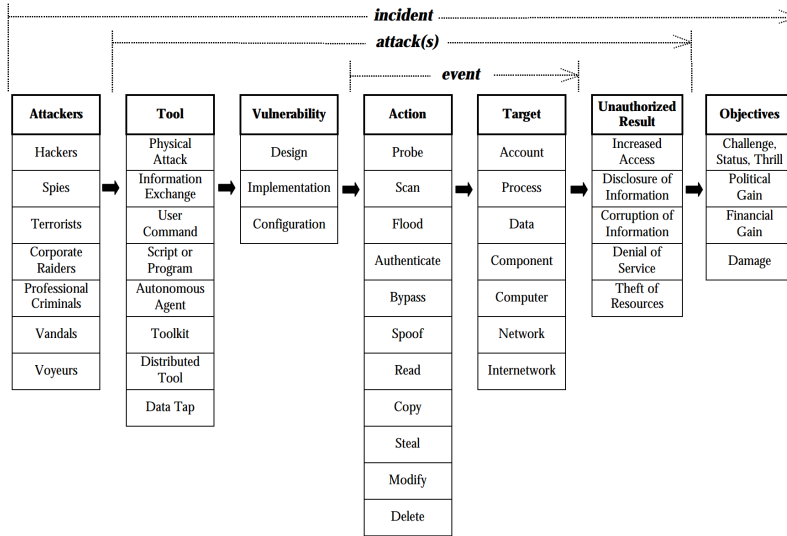 incident
attack(s)
event
Attackers
Hackers
Spies
Terrorists
Corporate
Raiders
Professional
Criminals
Vandals
Voyeurs
Tool
Physical
Attack
Information
Exchange
User
Command
Script or
Program
Autonomous
Agent
Toolkit
Distributed
Tool
Data Tap
Vulnerability
Design
Implementation
Configuration
Action
Probe
Scan
Flood
Authenticate
Bypass
Spoof
Read
Copy
Steal
Modify
Delete
Target
Account
Process
Data
Component
Computer
Network
Internetwork
Unauthorized
Result
Increased
Access
Disclosure of
Information
Corruption of
Information
Denial of
Service
Theft of
Resources
Objectives
Challenge,
Status, Thrill
Political
Gain
Financial
Gain
Damage